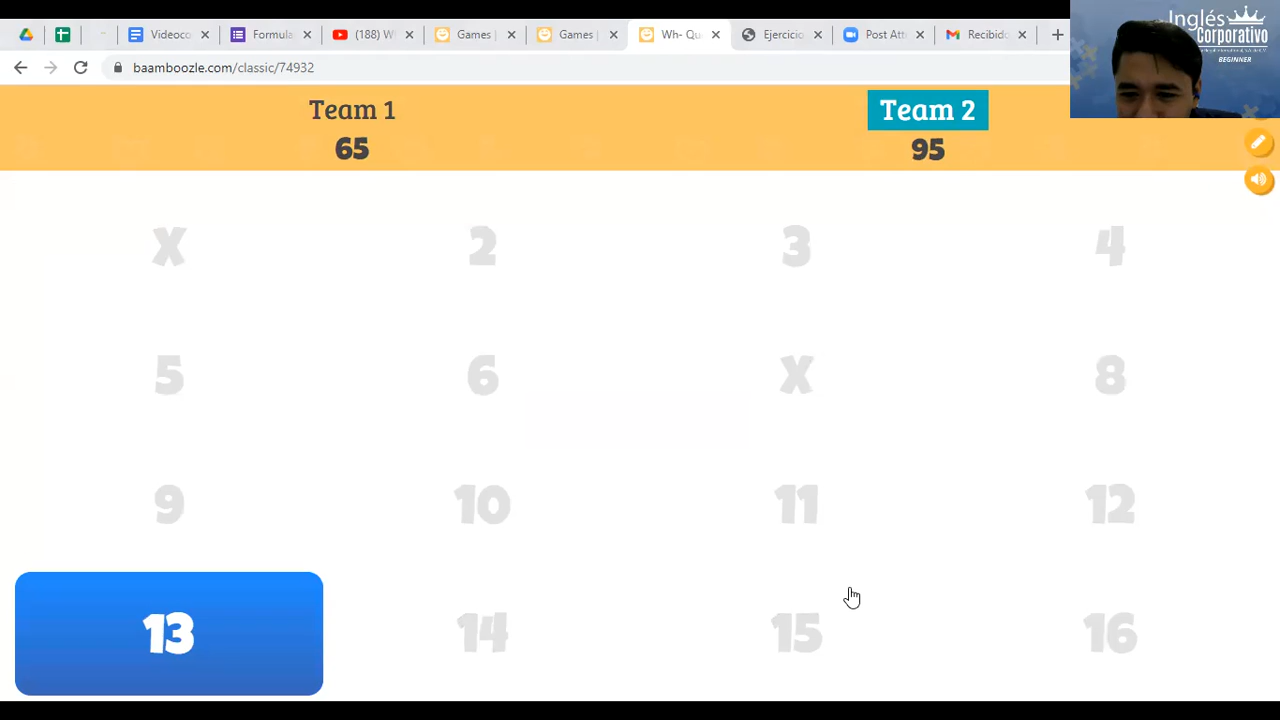 Videoco
Formula
(188) W
Games |
Games |
Wh- Qu
Ejercicio
Post Atte
Recibido
baamboozle.com/classic/74932
Inglés
Corporativo
BEGINNER
Team 1
65
Team 2
95
X
2
3
4
5
6
X
8
9
10
11
12
13
14
15
16